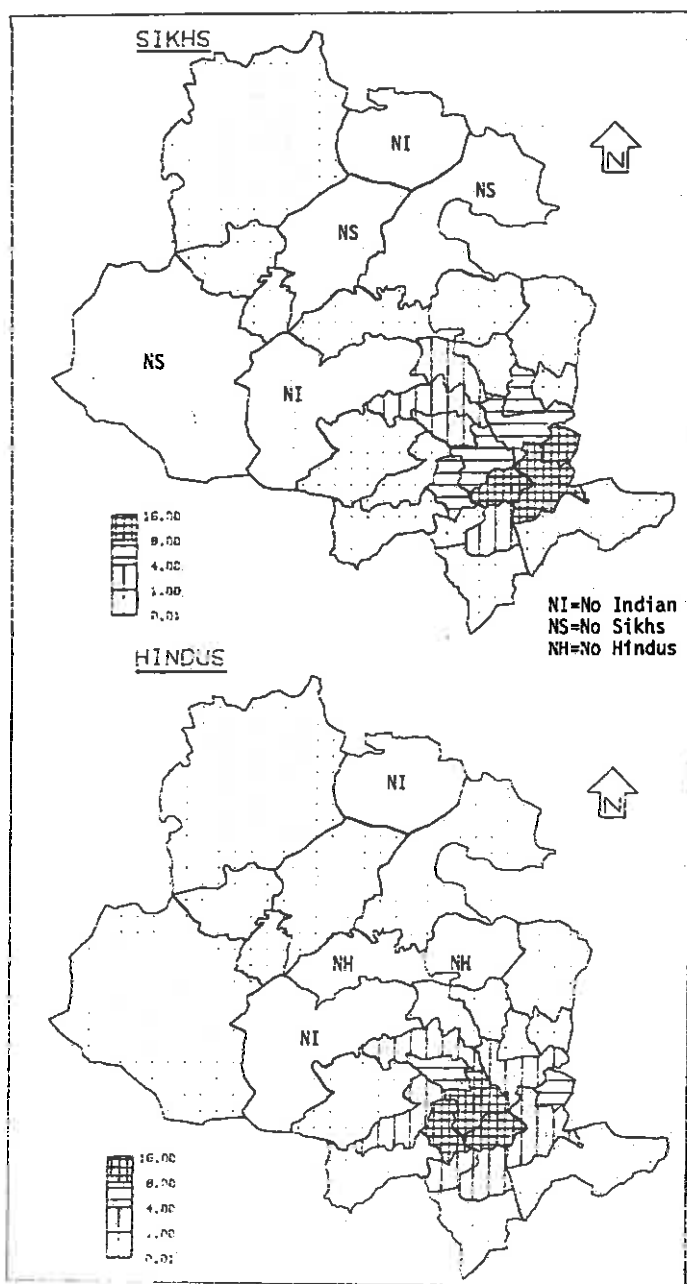 SIKHS
NI
N
NS
NS
NS
NI
16.00
8.00
4.00
1.00
0.01
NI=No Indian
NS=No Sikhs
NH=No Hindus
HINDUS
NI
N
NH
NH
NI
16.00
8.00
4.00
1.00
0.01